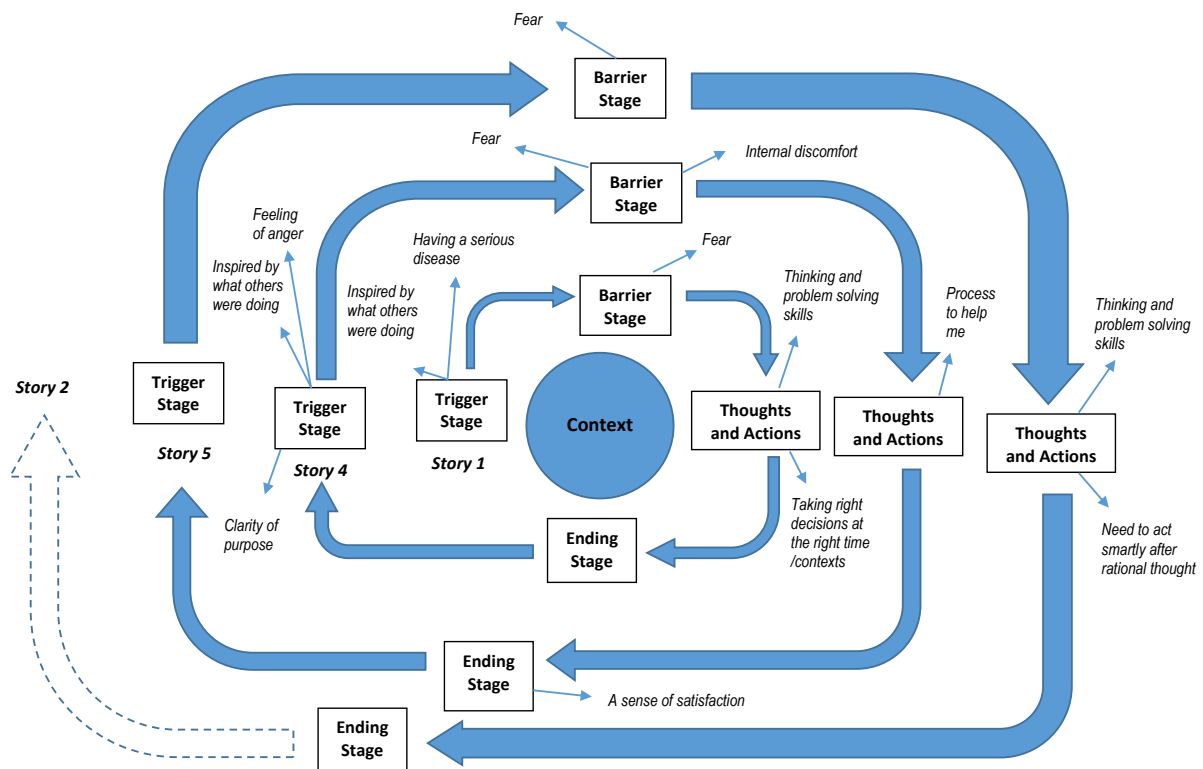 Fear
Barrier
Stage
Fear
Internal discomfort
Barrier
Stage
Feeling
of anger
Having a serious
disease
Fear
Inspired by
what others
were doing
Inspired by
what others
were doing
Barrier
Stage
Thinking and
problem solving
skills
Process
to help
me
Thinking and
problem solving
skills
Story 2
Trigger
Stage
Story 5
Trigger
Stage
Story 4
Trigger
Stage
Story 1
Context
Thoughts
and Actions
Thoughts
and Actions
Thoughts
and Actions
Clarity of
purpose
Ending
Stage
Taking right
decisions at
the right time
/contexts
Need to act
smartly after
rational thought
Ending
Stage
A sense of satisfaction
Ending
Stage